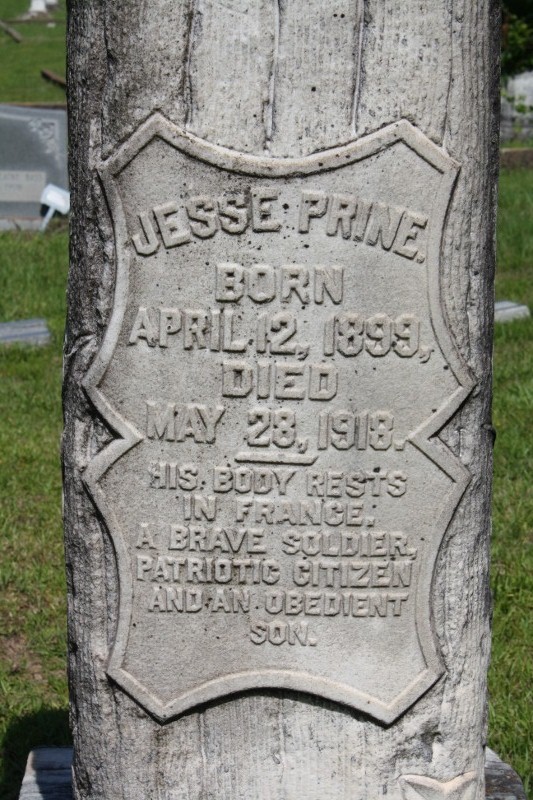 JESSE PRINE.
BORN
APRIL 12, 1899,
DIED
MAY 28, 1918.
HIS BODY RESTS
IN FRANCE.
A BRAVE SOLDIER,
PATRIOTIC CITIZEN
AND AN OBEDIENT
SON.